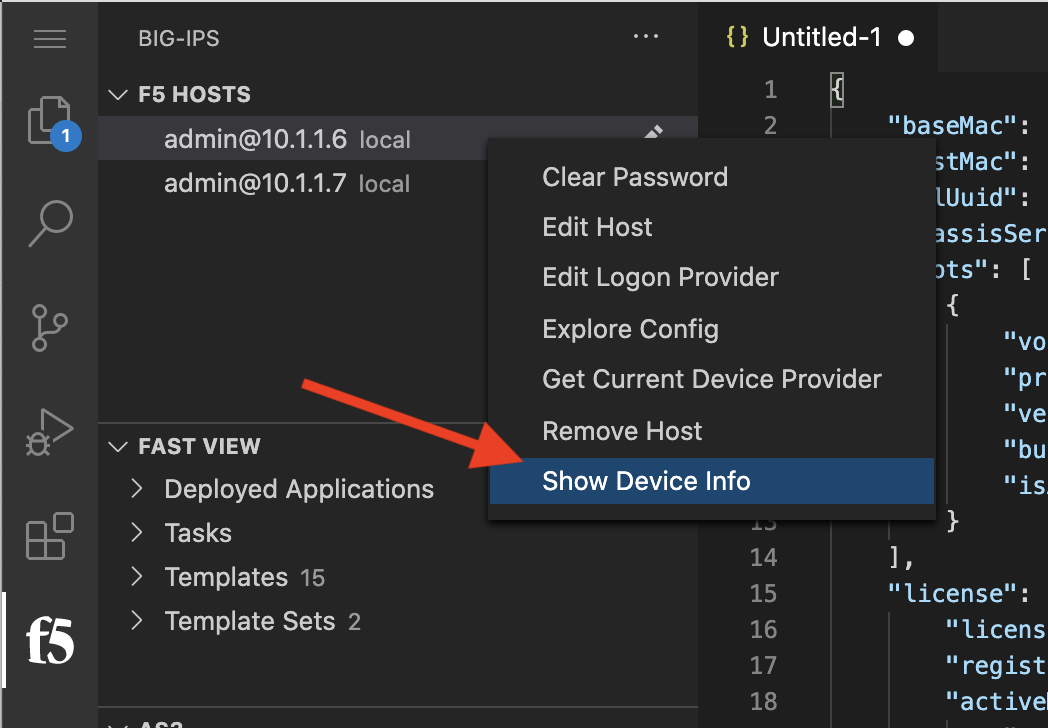 BIG-IPS
F5 HOSTS
admin@10.1.1.6 local
admin@10.1.1.7 local
Clear Password
Edit Host
Edit Logon Provider
Explore Config
Get Current Device Provider
Remove Host
Show Device Info
FAST VIEW
Deployed Applications
Tasks
Templates 15
Template Sets 2
AS3
1
f5
{} Untitled-1
1 {
2 "baseMac":
stMac":
lUuid":
assisSer
ots": [
{
"vo
"pr
"ve
"bu
"is
13 }
14 ],
15 "license":
16 "licens
17 "regist
18 "active